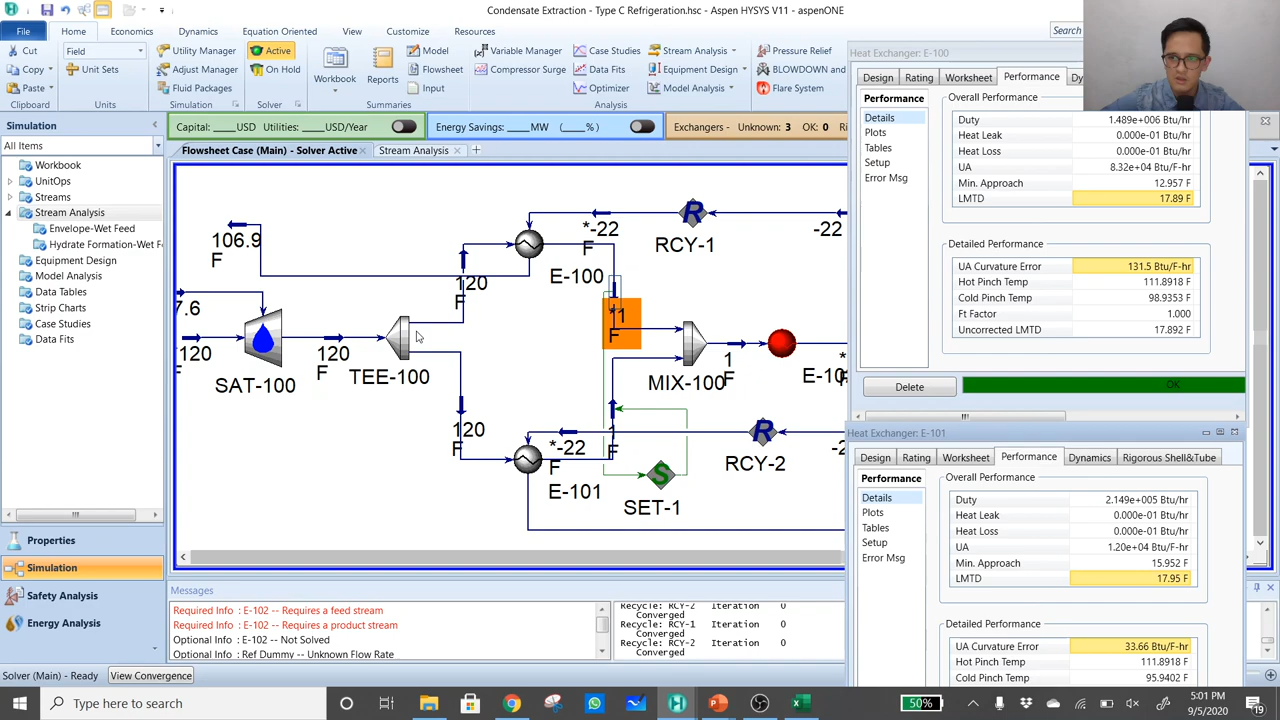 Condensate Extraction - Type C Refrigeration.hsc - Aspen HYSYS V11 - aspenONE
File Home Economics Dynamics Equation Oriented View Customize Resources Search
Cut Field Utility Manager Active Model Variable Manager Case Studies Stream Analysis Pressure Relief
Copy Unit Sets Adjust Manager On Hold Workbook Reports Flowsheet Compressor Surge Data Fits Equipment Design BLOWDOWN an
Paste Fluid Packages Input Optimizer Model Analysis Flare System
Clipboard Units Simulation Solver Summaries Analysis
Simulation
Capital: ____USD Utilities: ____USD/Year Energy Savings: ____MW (____%) Exchangers - Unknown: 3 OK: 0 Ri
All Items
Flowsheet Case (Main) - Solver Active Stream Analysis
Workbook
UnitOps
Streams
Stream Analysis
Envelope-Wet Feed
Hydrate Formation-Wet F
Equipment Design
Model Analysis
Data Tables
Strip Charts
Case Studies
Data Fits
Properties
Simulation
Safety Analysis
Energy Analysis
106.9
F
*-22
F
RCY-1
-22
F
120
F
E-100
7.6
*1
F
120
F
SAT-100
120
F
TEE-100
MIX-100
1
F
E-10
120
F
*-22
F
1
F
RCY-2
E-101
SET-1
Heat Exchanger: E-100
Design Rating Worksheet Performance Dy
Performance
Details
Plots
Tables
Setup
Error Msg
Overall Performance
Duty 1.489e+006 Btu/hr
Heat Leak 0.000e-01 Btu/hr
Heat Loss 0.000e-01 Btu/hr
UA 8.32e+04 Btu/F-hr
Min. Approach 12.957 F
LMTD 17.89 F
Detailed Performance
UA Curvature Error 131.5 Btu/F-hr
Hot Pinch Temp 111.8918 F
Cold Pinch Temp 98.9353 F
Ft Factor 1.000
Uncorrected LMTD 17.892 F
Delete OK
Heat Exchanger: E-101
Design Rating Worksheet Performance Dynamics Rigorous Shell&Tube
Performance
Details
Plots
Tables
Setup
Error Msg
Overall Performance
Duty 2.149e+005 Btu/hr
Heat Leak 0.000e-01 Btu/hr
Heat Loss 0.000e-01 Btu/hr
UA 1.20e+04 Btu/F-hr
Min. Approach 15.952 F
LMTD 17.95 F
Detailed Performance
UA Curvature Error 33.66 Btu/F-hr
Hot Pinch Temp 111.8918 F
Cold Pinch Temp 95.9402 F
Messages
Required Info : E-102 -- Requires a feed stream
Required Info : E-102 -- Requires a product stream
Optional Info : E-102 -- Not Solved
Optional Info : Ref Dummy -- Unknown Flow Rate
Recycle: RCY-2 Iteration 0
Converged
Recycle: RCY-1 Iteration 0
Converged
Recycle: RCY-2 Iteration 0
Converged
Solver (Main) - Ready View Convergence
Type here to search
50%
5:01 PM
9/5/2020
19